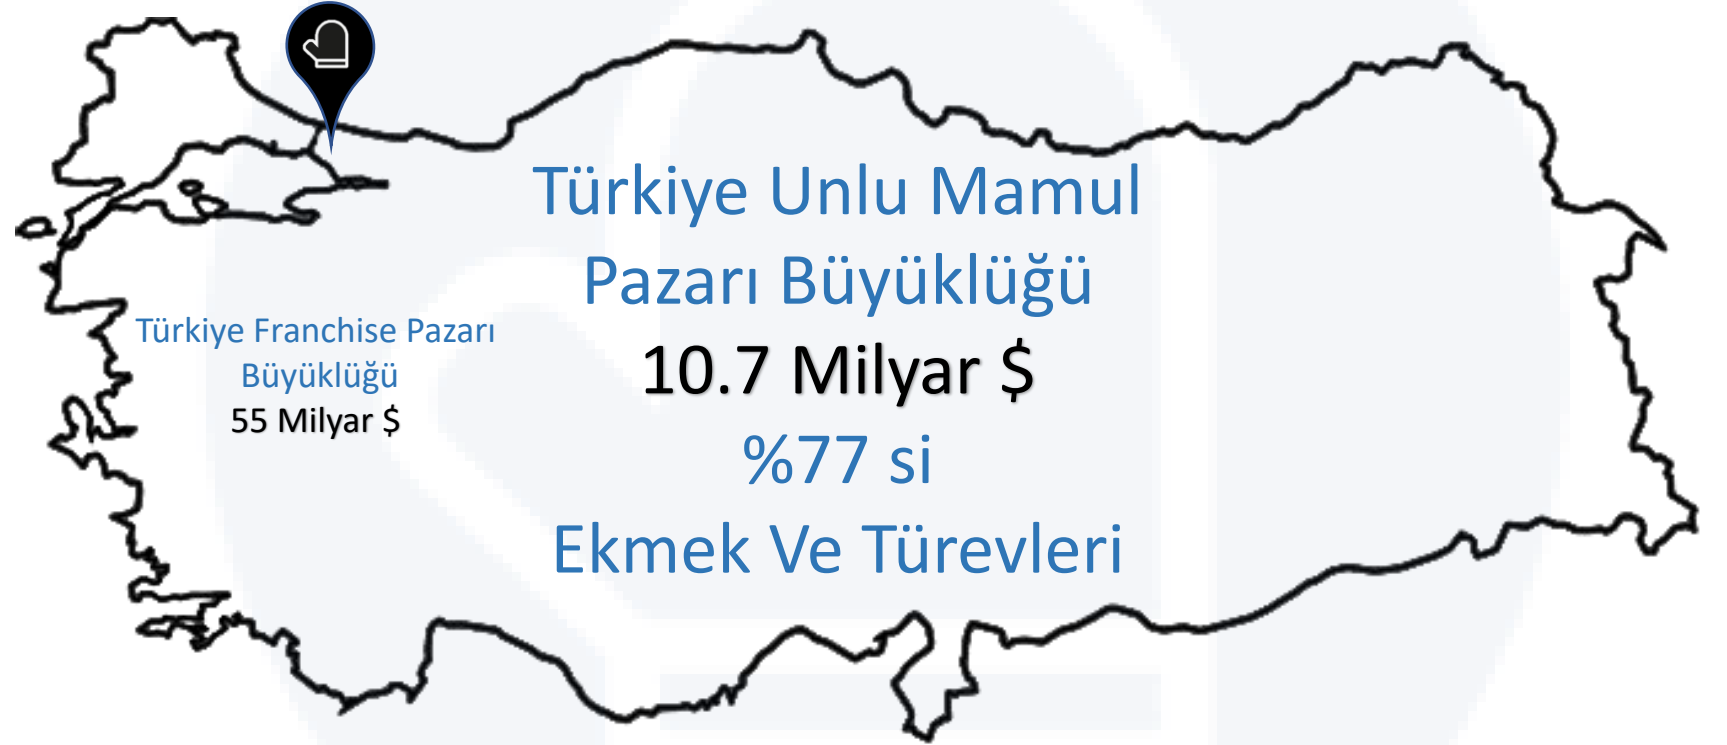 Türkiye Unlu Mamul
Pazarı Büyüklüğü
10.7 Milyar $
%77 si
Ekmek Ve Türevleri
Türkiye Franchise Pazarı
Büyüklüğü
55 Milyar $